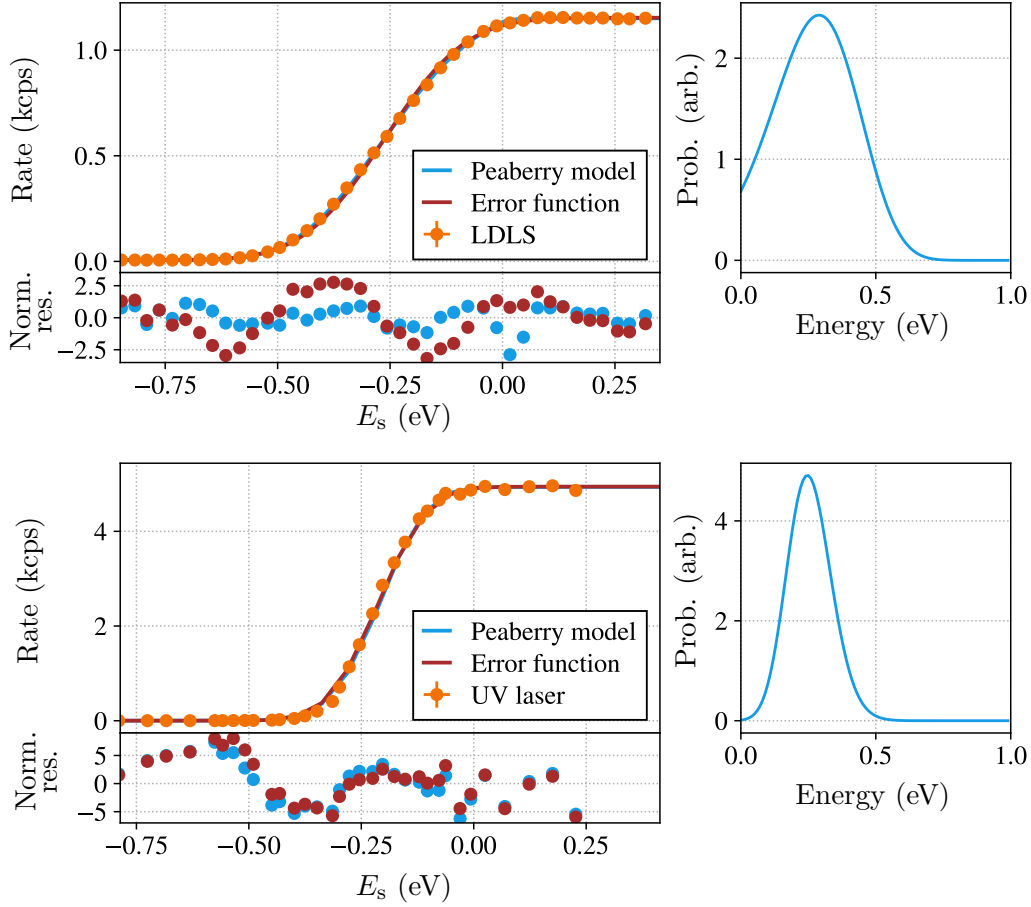 Rate (kcps)
1.0
0.5
0.0
Peaberry model
Error function
LDLS
Norm.
res.
2.5
0.0
−2.5
−0.75 −0.50 −0.25 0.00 0.25
E_s (eV)
Prob. (arb.)
2
1
0
0.0 0.5 1.0
Energy (eV)
Rate (kcps)
4
2
0
Peaberry model
Error function
UV laser
Norm.
res.
5
0
−5
−0.75 −0.50 −0.25 0.00 0.25
E_s (eV)
Prob. (arb.)
4
2
0
0.0 0.5 1.0
Energy (eV)